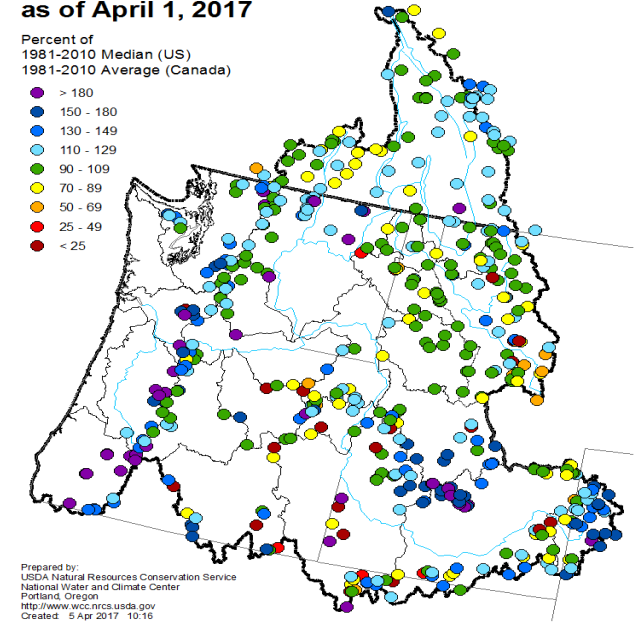 as of April 1, 2017
Percent of
1981-2010 Median (US)
1981-2010 Average (Canada)
> 180
150 - 180
130 - 149
110 - 129
90 - 109
70 - 89
50 - 69
25 - 49
< 25
Prepared by:
USDA Natural Resources Conservation Service
National Water and Climate Center
Portland, Oregon
http://www.wcc.nrcs.usda.gov
Created: 5 Apr 2017 10:16